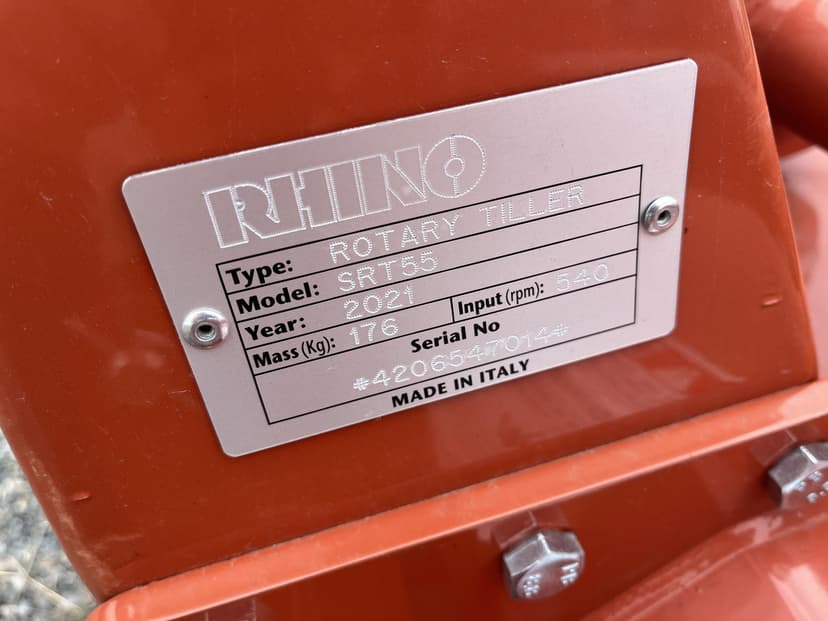 RHINO
Type: ROTARY TILLER
Model: SRT55
Year: 2021
Mass (Kg): 176 Input (rpm): 540
Serial No
*4206547014*
MADE IN ITALY